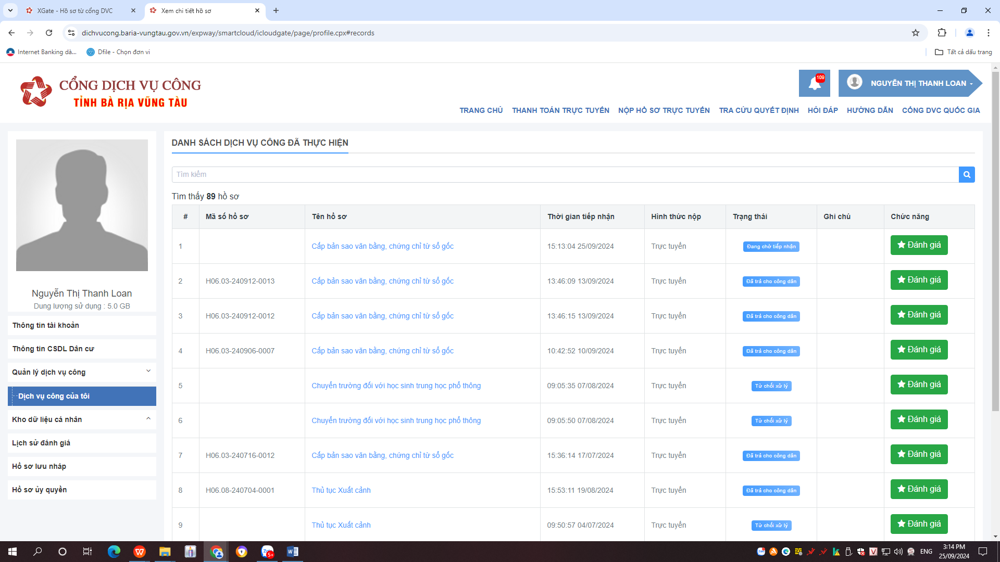 XGate - Hồ sơ từ cổng DVC
Xem chi tiết hồ sơ
dichvucong.baria-vungtau.gov.vn/expway/smartcloud/icloudgate/page/profile.cpx#records
Internet Banking dà...
Dfile - Chọn đơn vi
Tất cả dấu trang
CỔNG DỊCH VỤ CÔNG
TỈNH BÀ RỊA VŨNG TÀU
109
NGUYỄN THỊ THANH LOAN
TRANG CHỦ THANH TOÁN TRỰC TUYẾN NỘP HỒ SƠ TRỰC TUYẾN TRA CỨU QUYẾT ĐỊNH HỎI ĐÁP HƯỚNG DẪN CỔNG DVC QUỐC GIA
Nguyễn Thị Thanh Loan
Dung lượng sử dụng : 5.0 GB
Thông tin tài khoản
Thông tin CSDL Dân cư
Quản lý dịch vụ công
Dịch vụ công của tôi
Kho dữ liệu cá nhân
Lịch sử đánh giá
Hồ sơ lưu nháp
Hồ sơ ủy quyền
DANH SÁCH DỊCH VỤ CÔNG ĐÃ THỰC HIỆN
Tìm kiếm
Tìm thấy 89 hồ sơ
# Mã số hồ sơ Tên hồ sơ Thời gian tiếp nhận Hình thức nộp Trạng thái Ghi chú Chức năng
1 Cấp bản sao văn bằng, chứng chỉ từ sổ gốc 15:13:04 25/09/2024 Trực tuyến Đang chờ tiếp nhận Đánh giá
2 H06.03-240912-0013 Cấp bản sao văn bằng, chứng chỉ từ sổ gốc 13:46:09 13/09/2024 Trực tuyến Đã trả cho công dân Đánh giá
3 H06.03-240912-0012 Cấp bản sao văn bằng, chứng chỉ từ sổ gốc 13:46:15 13/09/2024 Trực tuyến Đã trả cho công dân Đánh giá
4 H06.03-240906-0007 Cấp bản sao văn bằng, chứng chỉ từ sổ gốc 10:42:52 10/09/2024 Trực tuyến Đã trả cho công dân Đánh giá
5 Chuyển trường đối với học sinh trung học phổ thông 09:05:35 07/08/2024 Trực tuyến Từ chối xử lý Đánh giá
6 Chuyển trường đối với học sinh trung học phổ thông 09:05:50 07/08/2024 Trực tuyến Từ chối xử lý Đánh giá
7 H06.03-240716-0012 Cấp bản sao văn bằng, chứng chỉ từ sổ gốc 15:36:14 17/07/2024 Trực tuyến Đã trả cho công dân Đánh giá
8 H06.08-240704-0001 Thủ tục Xuất cảnh 15:53:11 19/08/2024 Trực tuyến Đã trả cho công dân Đánh giá
9 Thủ tục Xuất cảnh 09:50:57 04/07/2024 Trực tuyến Từ chối xử lý Đánh giá
Zalo 5+
ENG
3:14 PM
25/09/2024